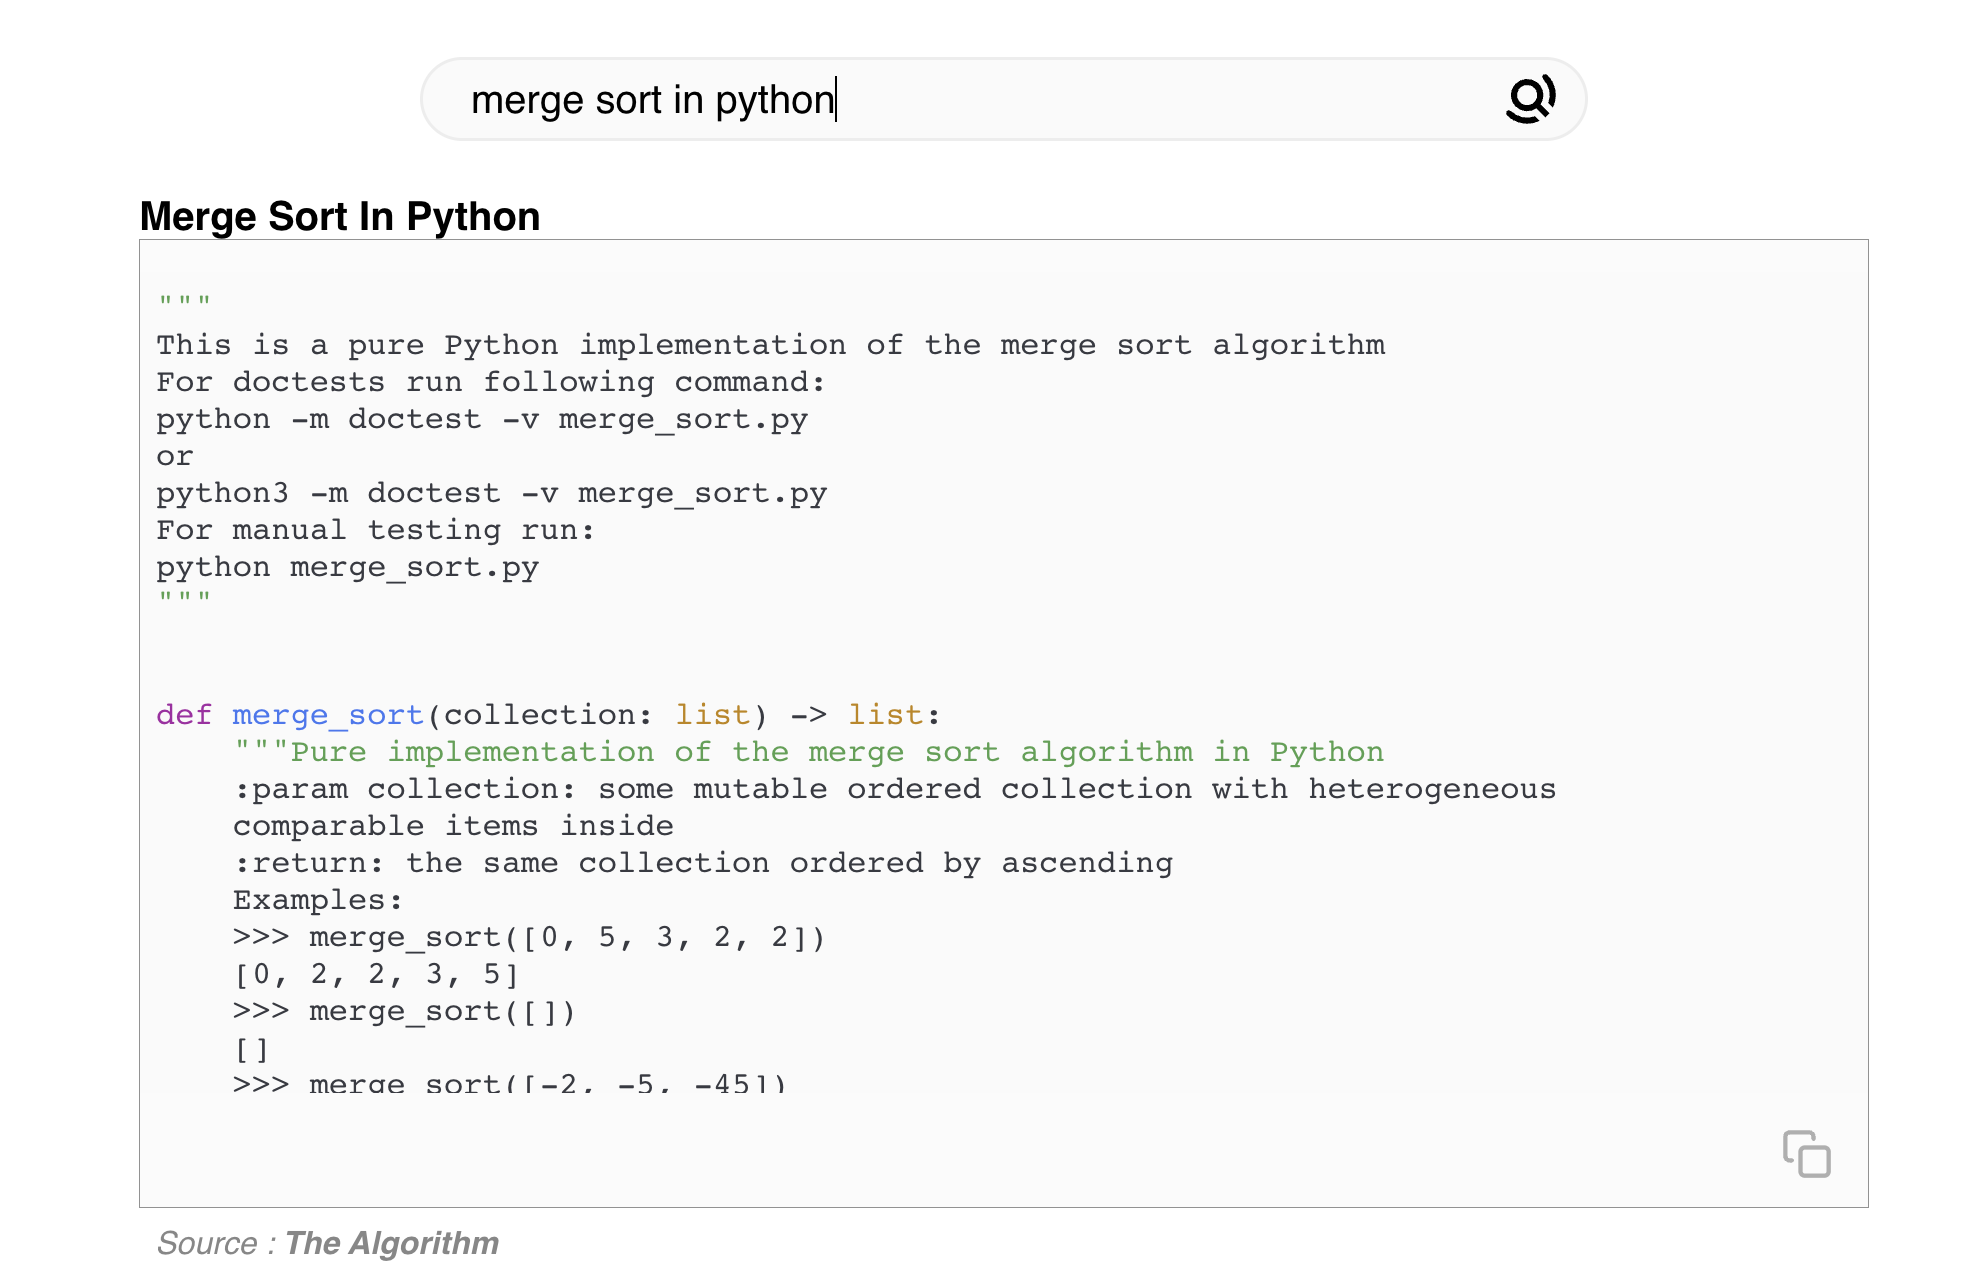 merge sort in python
Merge Sort In Python
"""
This is a pure Python implementation of the merge sort algorithm
For doctests run following command:
python -m doctest -v merge_sort.py
or
python3 -m doctest -v merge_sort.py
For manual testing run:
python merge_sort.py
"""
def merge_sort(collection: list) -> list:
    """Pure implementation of the merge sort algorithm in Python
    :param collection: some mutable ordered collection with heterogeneous
    comparable items inside
    :return: the same collection ordered by ascending
    Examples:
    >>> merge_sort([0, 5, 3, 2, 2])
    [0, 2, 2, 3, 5]
    >>> merge_sort([])
    []
    >>> merge_sort([-2, -5, -45])
Source : The Algorithm